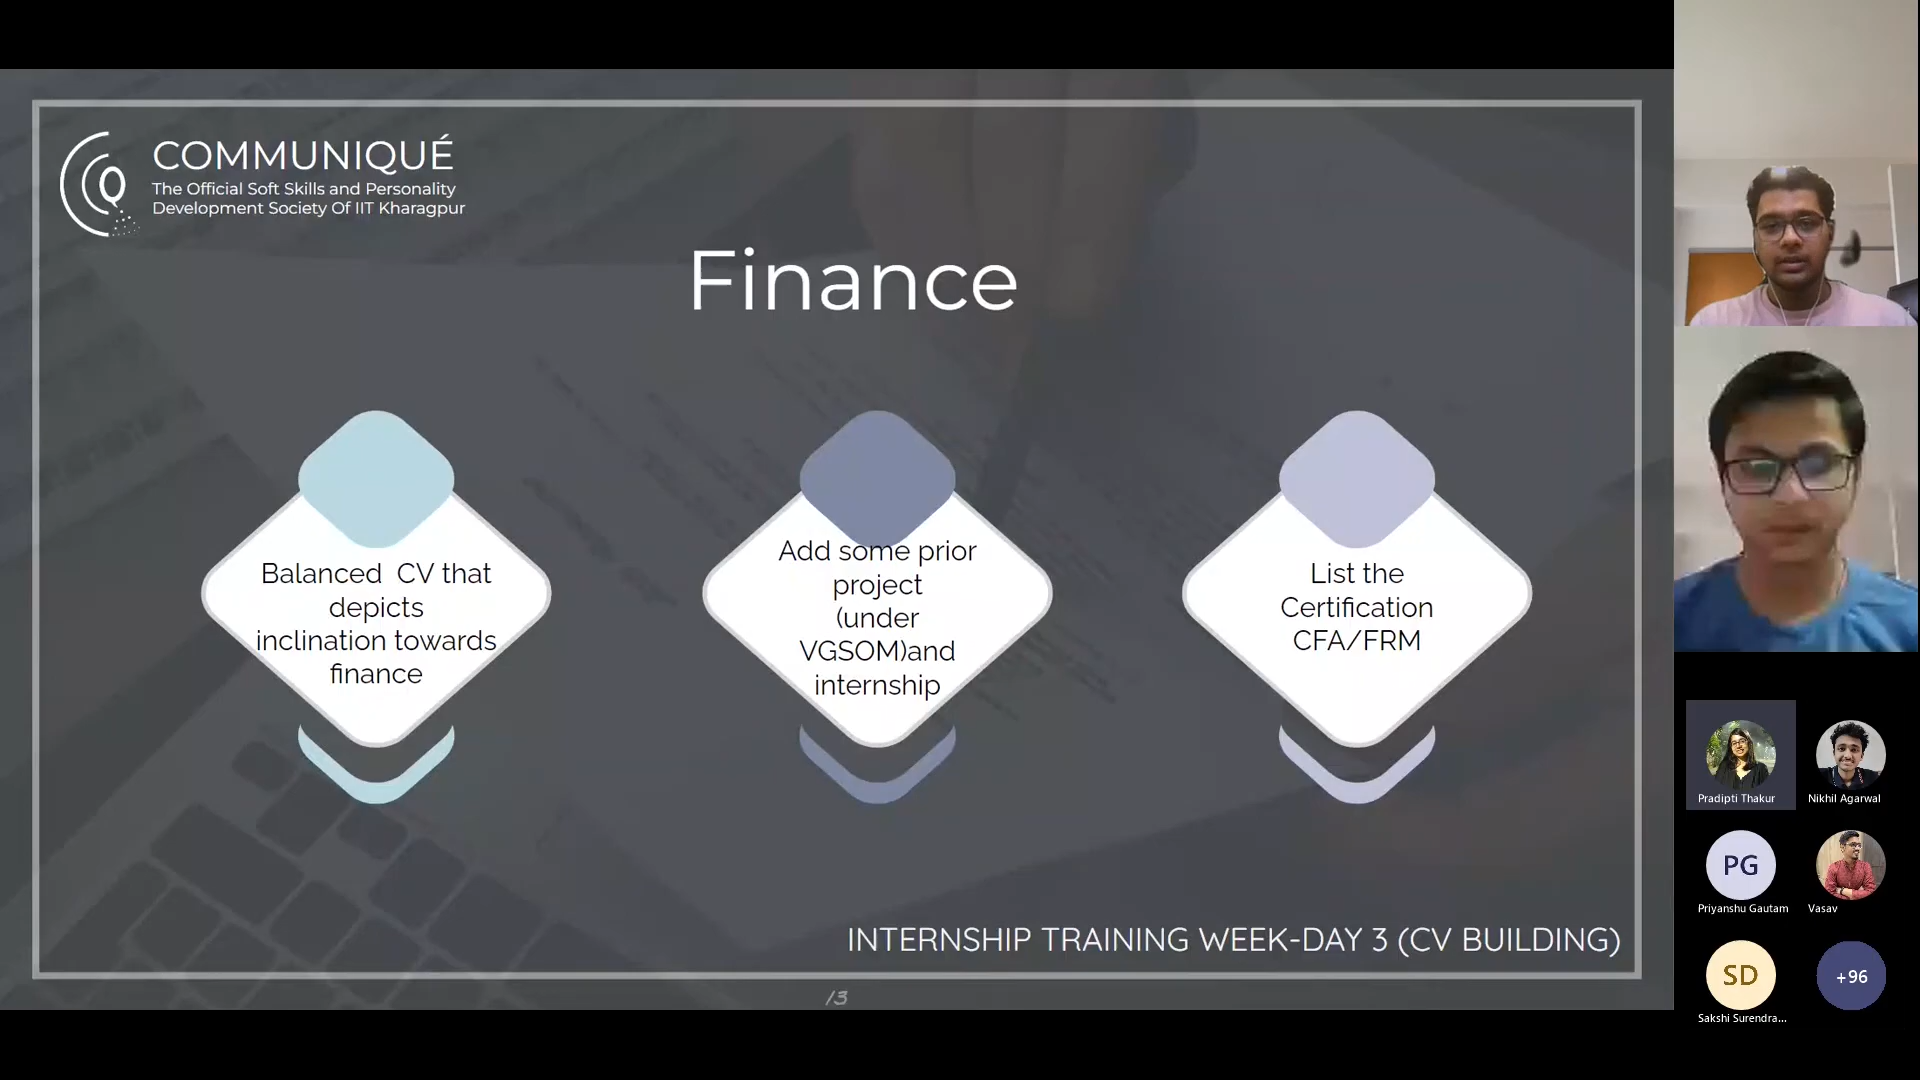 COMMUNIQUÉ
The Official Soft Skills and Personality
Development Society Of IIT Kharagpur
Finance
Balanced CV that
depicts
inclination towards
finance
Add some prior
project
(under
VGSOM)and
internship
List the
Certification
CFA/FRM
INTERNSHIP TRAINING WEEK-DAY 3 (CV BUILDING)
/3
Pradipti Thakur
Nikhil Agarwal
PG
Priyanshu Gautam
Vasav
SD
Sakshi Surendra...
+96